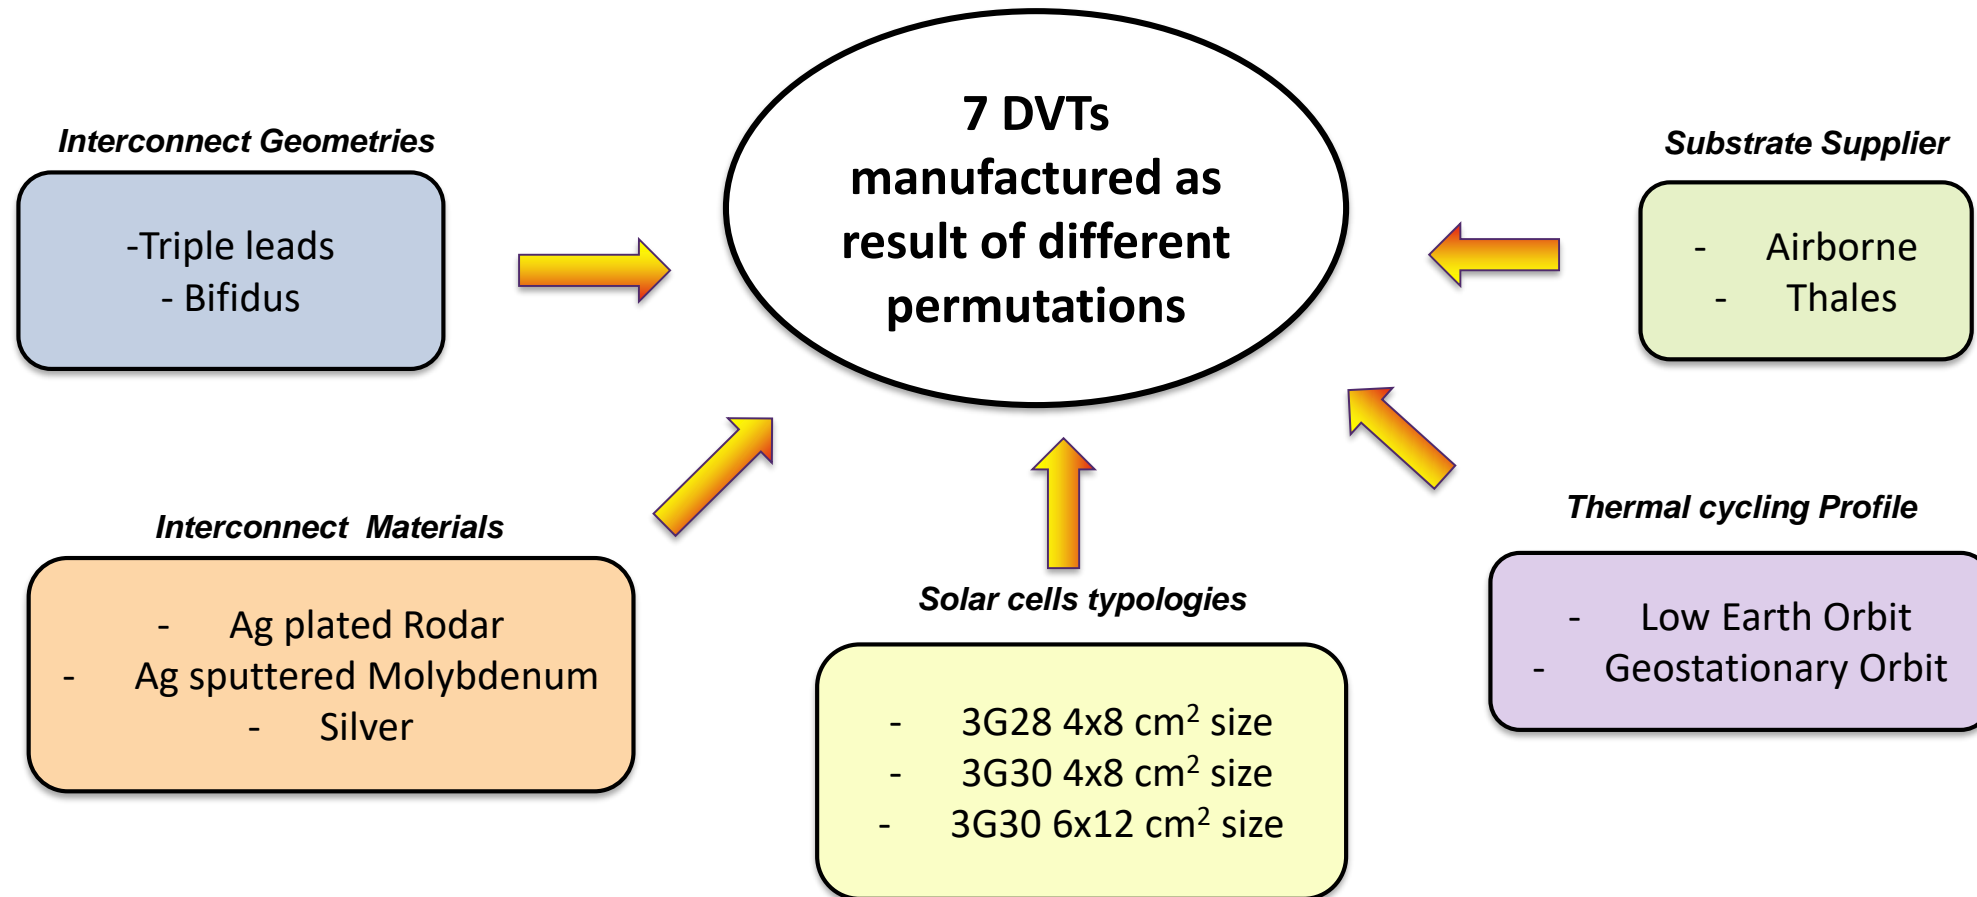 7 DVTs
manufactured as
result of different
permutations
Interconnect Geometries
-Triple leads
- Bifidus
Substrate Supplier
- Airborne
- Thales
Interconnect Materials
- Ag plated Rodar
- Ag sputtered Molybdenum
- Silver
Solar cells typologies
- 3G28 4x8 cm² size
- 3G30 4x8 cm² size
- 3G30 6x12 cm² size
Thermal cycling Profile
- Low Earth Orbit
- Geostationary Orbit